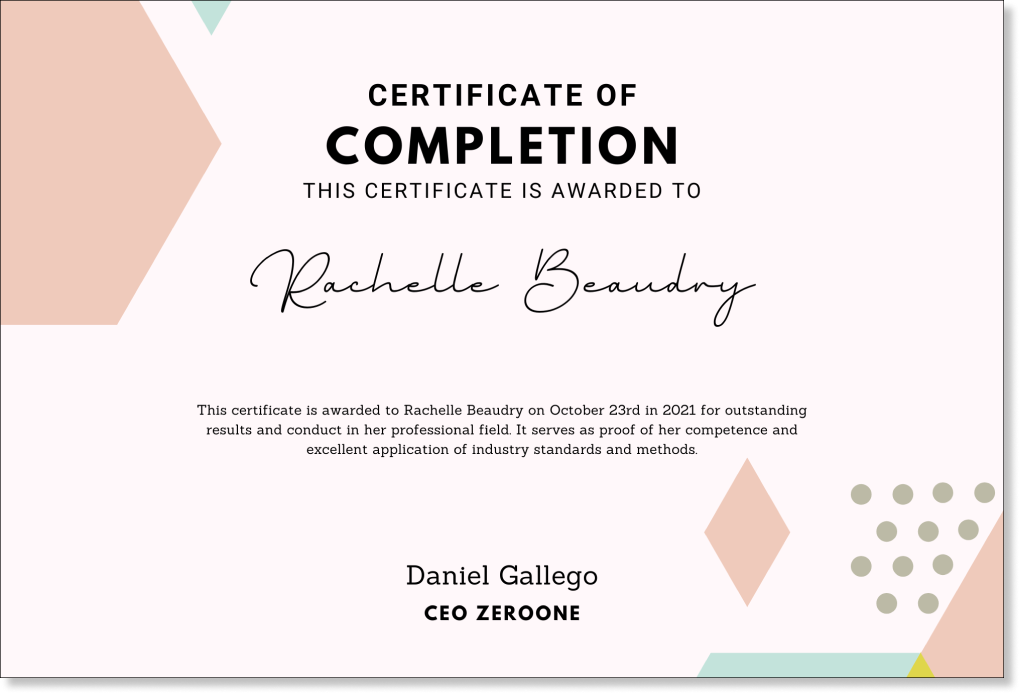 CERTIFICATE OF
COMPLETION
THIS CERTIFICATE IS AWARDED TO
Rachelle Beaudry
This certificate is awarded to Rachelle Beaudry on October 23rd in 2021 for outstanding
results and conduct in her professional field. It serves as proof of her competence and
excellent application of industry standards and methods.
Daniel Gallego
CEO ZEROONE